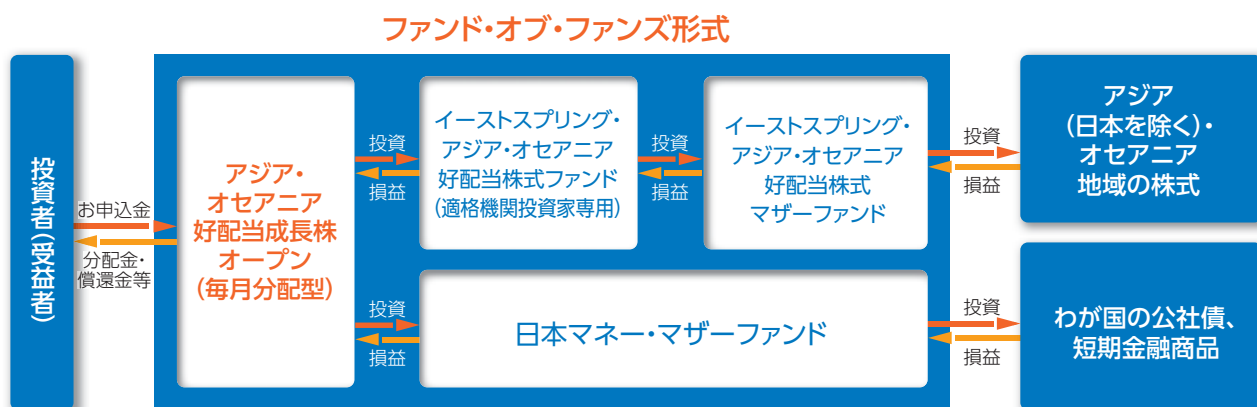 ファンド・オブ・ファンズ形式
投資者(受益者)
お申込金
分配金・
償還金等
アジア・
オセアニア
好配当成長株
オープン
(毎月分配型)
投資
損益
イーストスプリング・
アジア・オセアニア
好配当株式ファンド
(適格機関投資家専用)
投資
損益
イーストスプリング・
アジア・オセアニア
好配当株式
マザーファンド
投資
損益
アジア
(日本を除く)・
オセアニア
地域の株式
投資
損益
日本マネー・マザーファンド
投資
損益
わが国の公社債、
短期金融商品